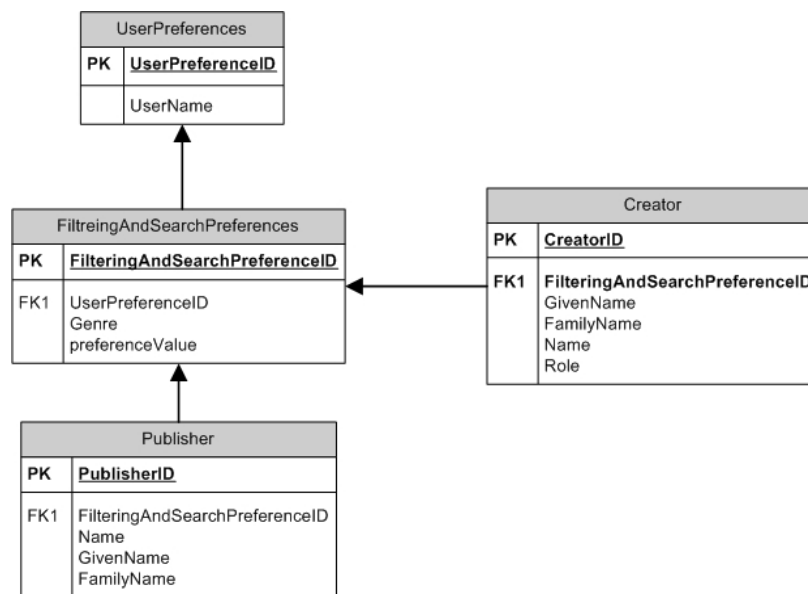 UserPreferences
PK UserPreferenceID
UserName
FiltreingAndSearchPreferences
PK FilteringAndSearchPreferenceID
FK1 UserPreferenceID
Genre
preferenceValue
Creator
PK CreatorID
FK1 FilteringAndSearchPreferenceID
GivenName
FamilyName
Name
Role
Publisher
PK PublisherID
FK1 FilteringAndSearchPreferenceID
Name
GivenName
FamilyName